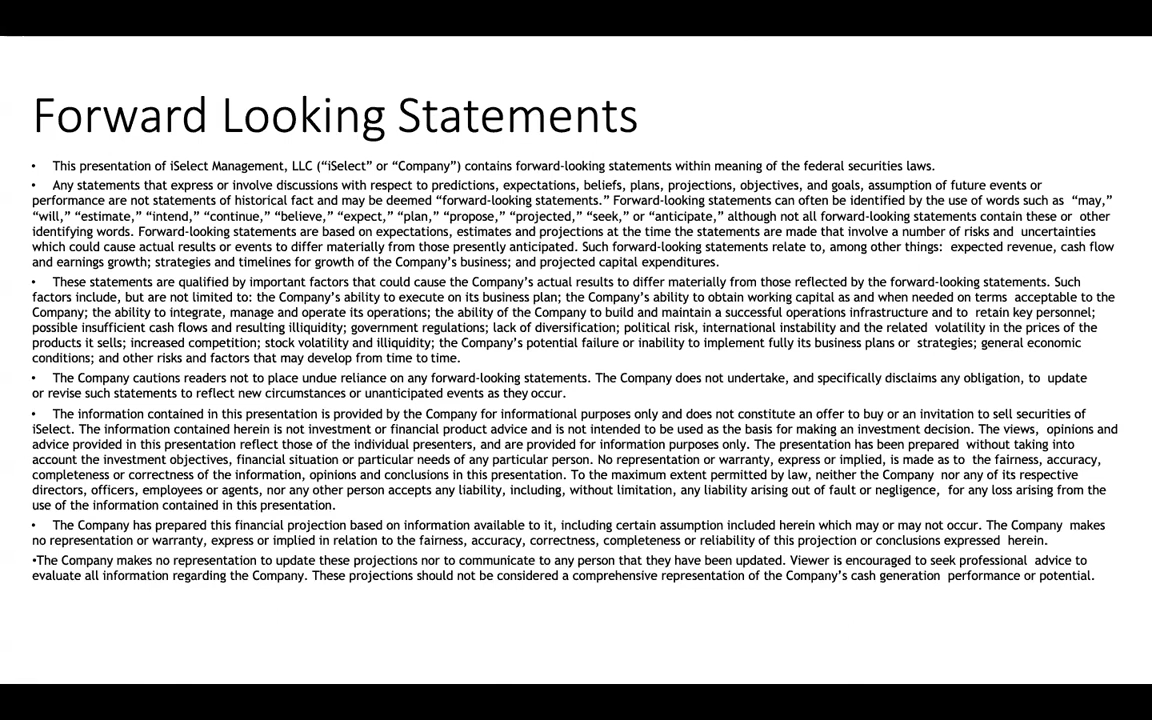 Forward Looking Statements
• This presentation of iSelect Management, LLC (“iSelect” or “Company”) contains forward-looking statements within meaning of the federal securities laws.
• Any statements that express or involve discussions with respect to predictions, expectations, beliefs, plans, projections, objectives, and goals, assumption of future events or
performance are not statements of historical fact and may be deemed “forward-looking statements.” Forward-looking statements can often be identified by the use of words such as “may,”
“will,” “estimate,” “intend,” “continue,” “believe,” “expect,” “plan,” “propose,” “projected,” “seek,” or “anticipate,” although not all forward-looking statements contain these or other
identifying words. Forward-looking statements are based on expectations, estimates and projections at the time the statements are made that involve a number of risks and uncertainties
which could cause actual results or events to differ materially from those presently anticipated. Such forward-looking statements relate to, among other things: expected revenue, cash flow
and earnings growth; strategies and timelines for growth of the Company’s business; and projected capital expenditures.
• These statements are qualified by important factors that could cause the Company’s actual results to differ materially from those reflected by the forward-looking statements. Such
factors include, but are not limited to: the Company’s ability to execute on its business plan; the Company’s ability to obtain working capital as and when needed on terms acceptable to the
Company; the ability to integrate, manage and operate its operations; the ability of the Company to build and maintain a successful operations infrastructure and to retain key personnel;
possible insufficient cash flows and resulting illiquidity; government regulations; lack of diversification; political risk, international instability and the related volatility in the prices of the
products it sells; increased competition; stock volatility and illiquidity; the Company’s potential failure or inability to implement fully its business plans or strategies; general economic
conditions; and other risks and factors that may develop from time to time.
• The Company cautions readers not to place undue reliance on any forward-looking statements. The Company does not undertake, and specifically disclaims any obligation, to update
or revise such statements to reflect new circumstances or unanticipated events as they occur.
• The information contained in this presentation is provided by the Company for informational purposes only and does not constitute an offer to buy or an invitation to sell securities of
iSelect. The information contained herein is not investment or financial product advice and is not intended to be used as the basis for making an investment decision. The views, opinions and
advice provided in this presentation reflect those of the individual presenters, and are provided for information purposes only. The presentation has been prepared without taking into
account the investment objectives, financial situation or particular needs of any particular person. No representation or warranty, express or implied, is made as to the fairness, accuracy,
completeness or correctness of the information, opinions and conclusions in this presentation. To the maximum extent permitted by law, neither the Company nor any of its respective
directors, officers, employees or agents, nor any other person accepts any liability, including, without limitation, any liability arising out of fault or negligence, for any loss arising from the
use of the information contained in this presentation.
• The Company has prepared this financial projection based on information available to it, including certain assumption included herein which may or may not occur. The Company makes
no representation or warranty, express or implied in relation to the fairness, accuracy, correctness, completeness or reliability of this projection or conclusions expressed herein.
•The Company makes no representation to update these projections nor to communicate to any person that they have been updated. Viewer is encouraged to seek professional advice to
evaluate all information regarding the Company. These projections should not be considered a comprehensive representation of the Company’s cash generation performance or potential.